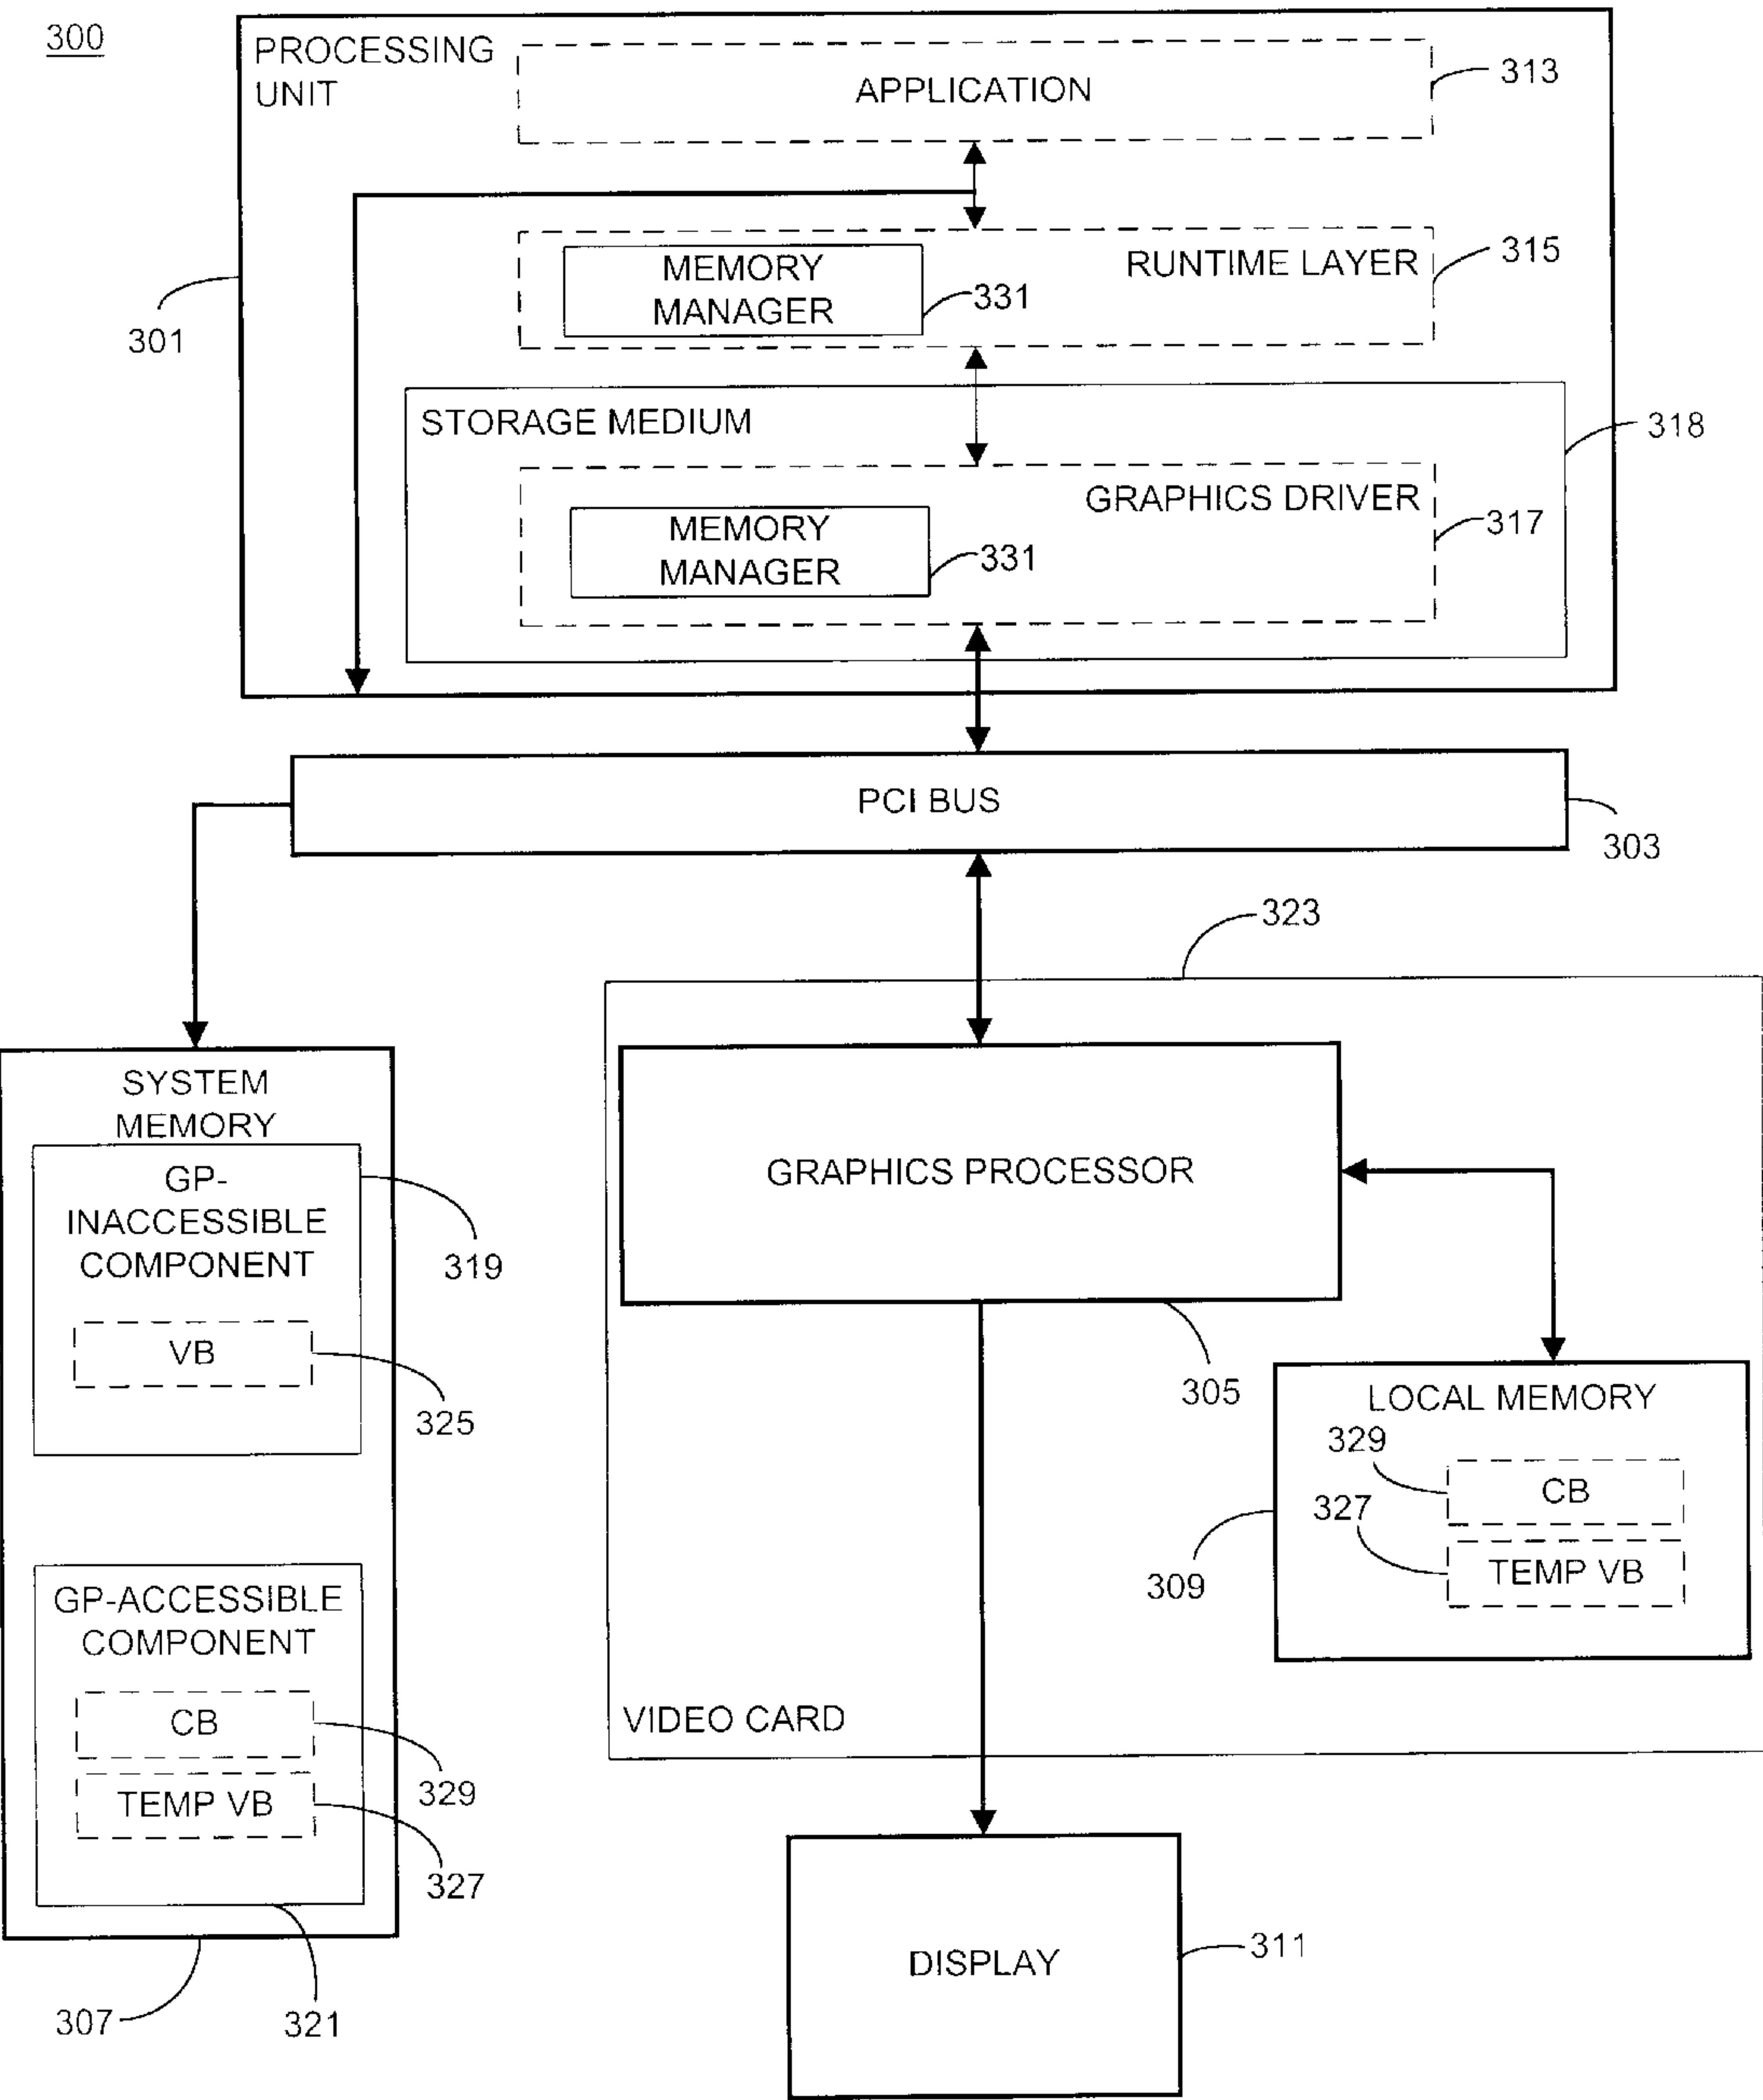 300
PROCESSING
UNIT
APPLICATION
313
RUNTIME LAYER
315
MEMORY
MANAGER
331
301
STORAGE MEDIUM
318
GRAPHICS DRIVER
317
MEMORY
MANAGER
331
PCI BUS
303
323
SYSTEM
MEMORY
GP-
INACCESSIBLE
COMPONENT
319
VB
325
GRAPHICS PROCESSOR
305
LOCAL MEMORY
329
CB
327
TEMP VB
309
GP-ACCESSIBLE
COMPONENT
CB
329
TEMP VB
327
VIDEO CARD
307
321
DISPLAY
311